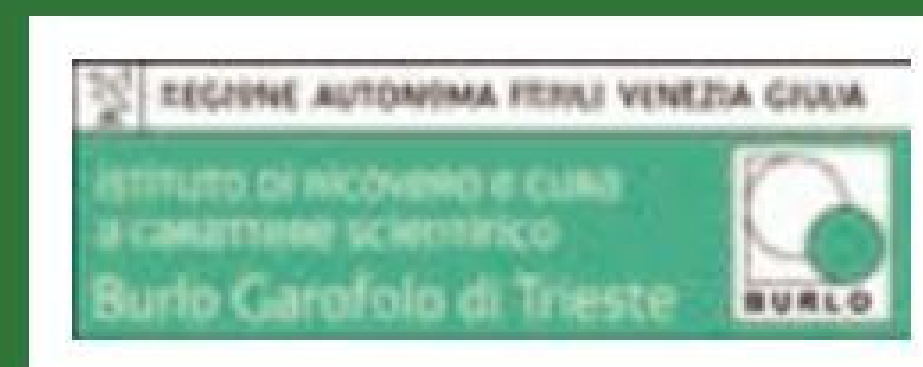 REGIONE AUTONOMA FRIULI VENEZIA GIULIA
ISTITUTO DI RICOVERO E CURA
A CARATTERE SCIENTIFICO
Burlo Garofolo di Trieste
BURLO